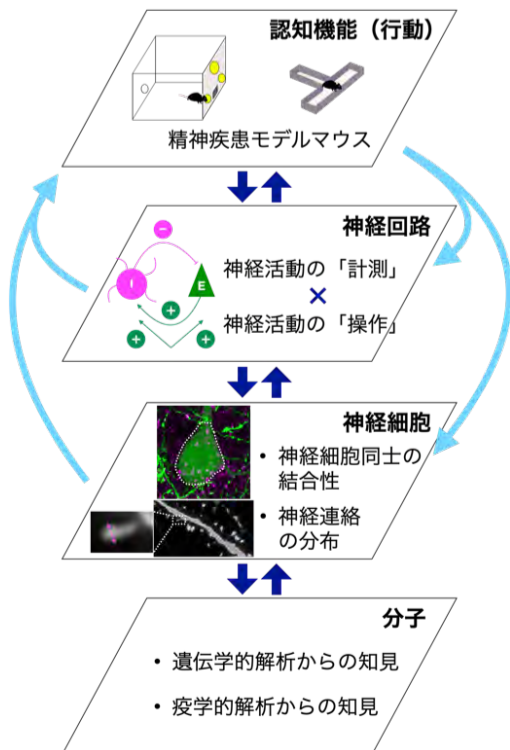 認知機能（行動）
精神疾患モデルマウス
神経回路
−
I
E
+
+
+
神経活動の「計測」
×
神経活動の「操作」
神経細胞
• 神経細胞同士の
結合性
• 神経連絡
の分布
分子
• 遺伝学的解析からの知見
• 疫学的解析からの知見